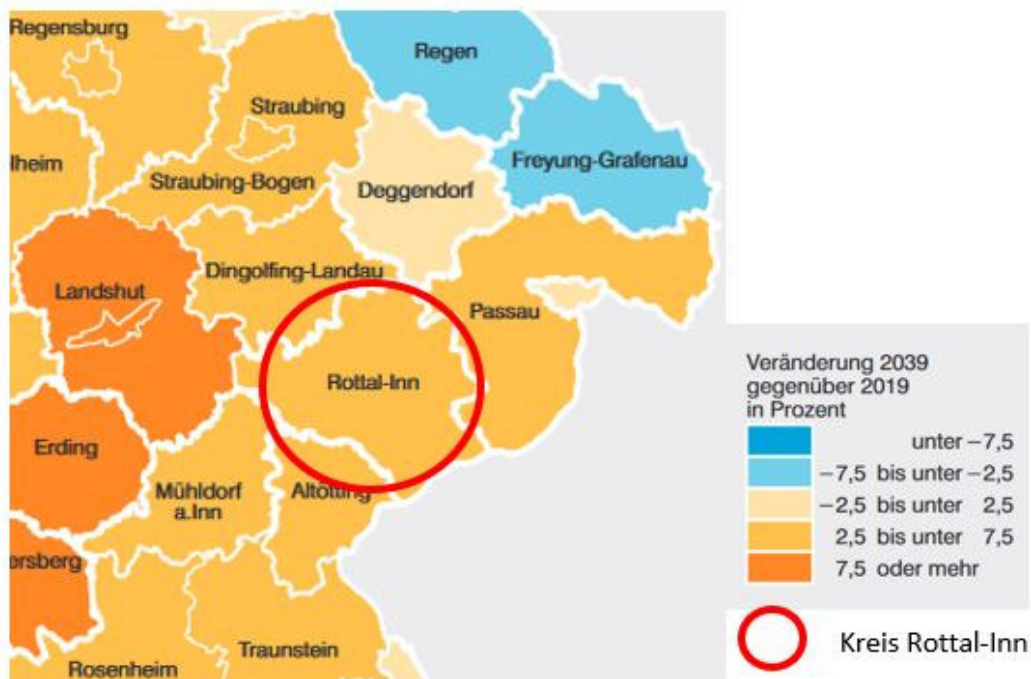 Regensburg
Regen
Straubing
lheim
Freyung-Grafenau
Straubing-Bogen
Deggendorf
Dingolfing-Landau
Landshut
Passau
Rottal-Inn
Erding
Mühldorf
a.Inn
Altötting
ersberg
Traunstein
Rosenheim
Veränderung 2039
gegenüber 2019
in Prozent
unter −7,5
−7,5 bis unter −2,5
−2,5 bis unter 2,5
2,5 bis unter 7,5
7,5 oder mehr
Kreis Rottal-Inn